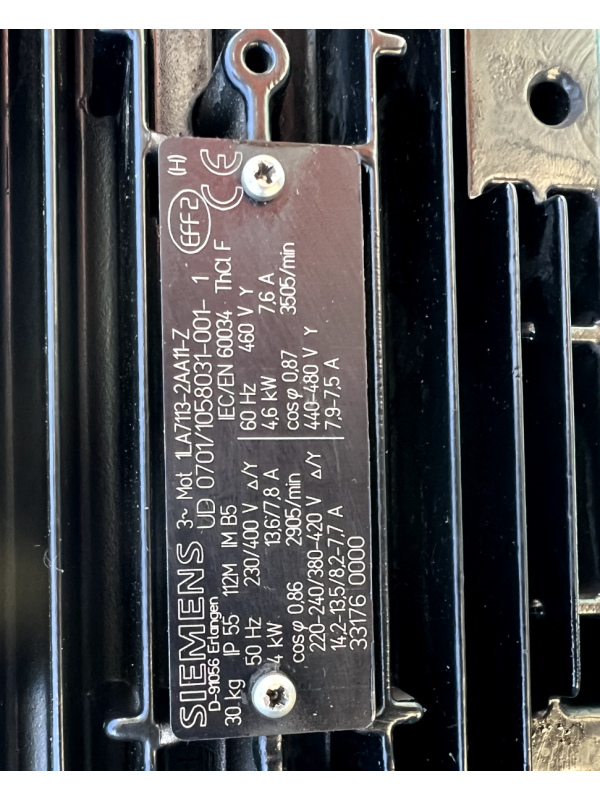 SIEMENS 3~ Mot 1LA7113-2AA11-Z Eff 2 (H)
D-91056 Erlangen UD 0701/1058031-001- 1 CE
30 kg IP 55 112M IM B5 IEC/EN 60034 ThCl F
50 Hz 230/400 V Δ/Y 60 Hz 460 V Y
4 kW 13,6/7,8 A 4,6 kW 7,6 A
cosφ 0,86 2905/min cosφ 0,87 3505/min
220-240/380-420 V Δ/Y 440-480 V Y
14,2-13,5/8,2-7,7 A 7,9-7,5 A
33176 0000